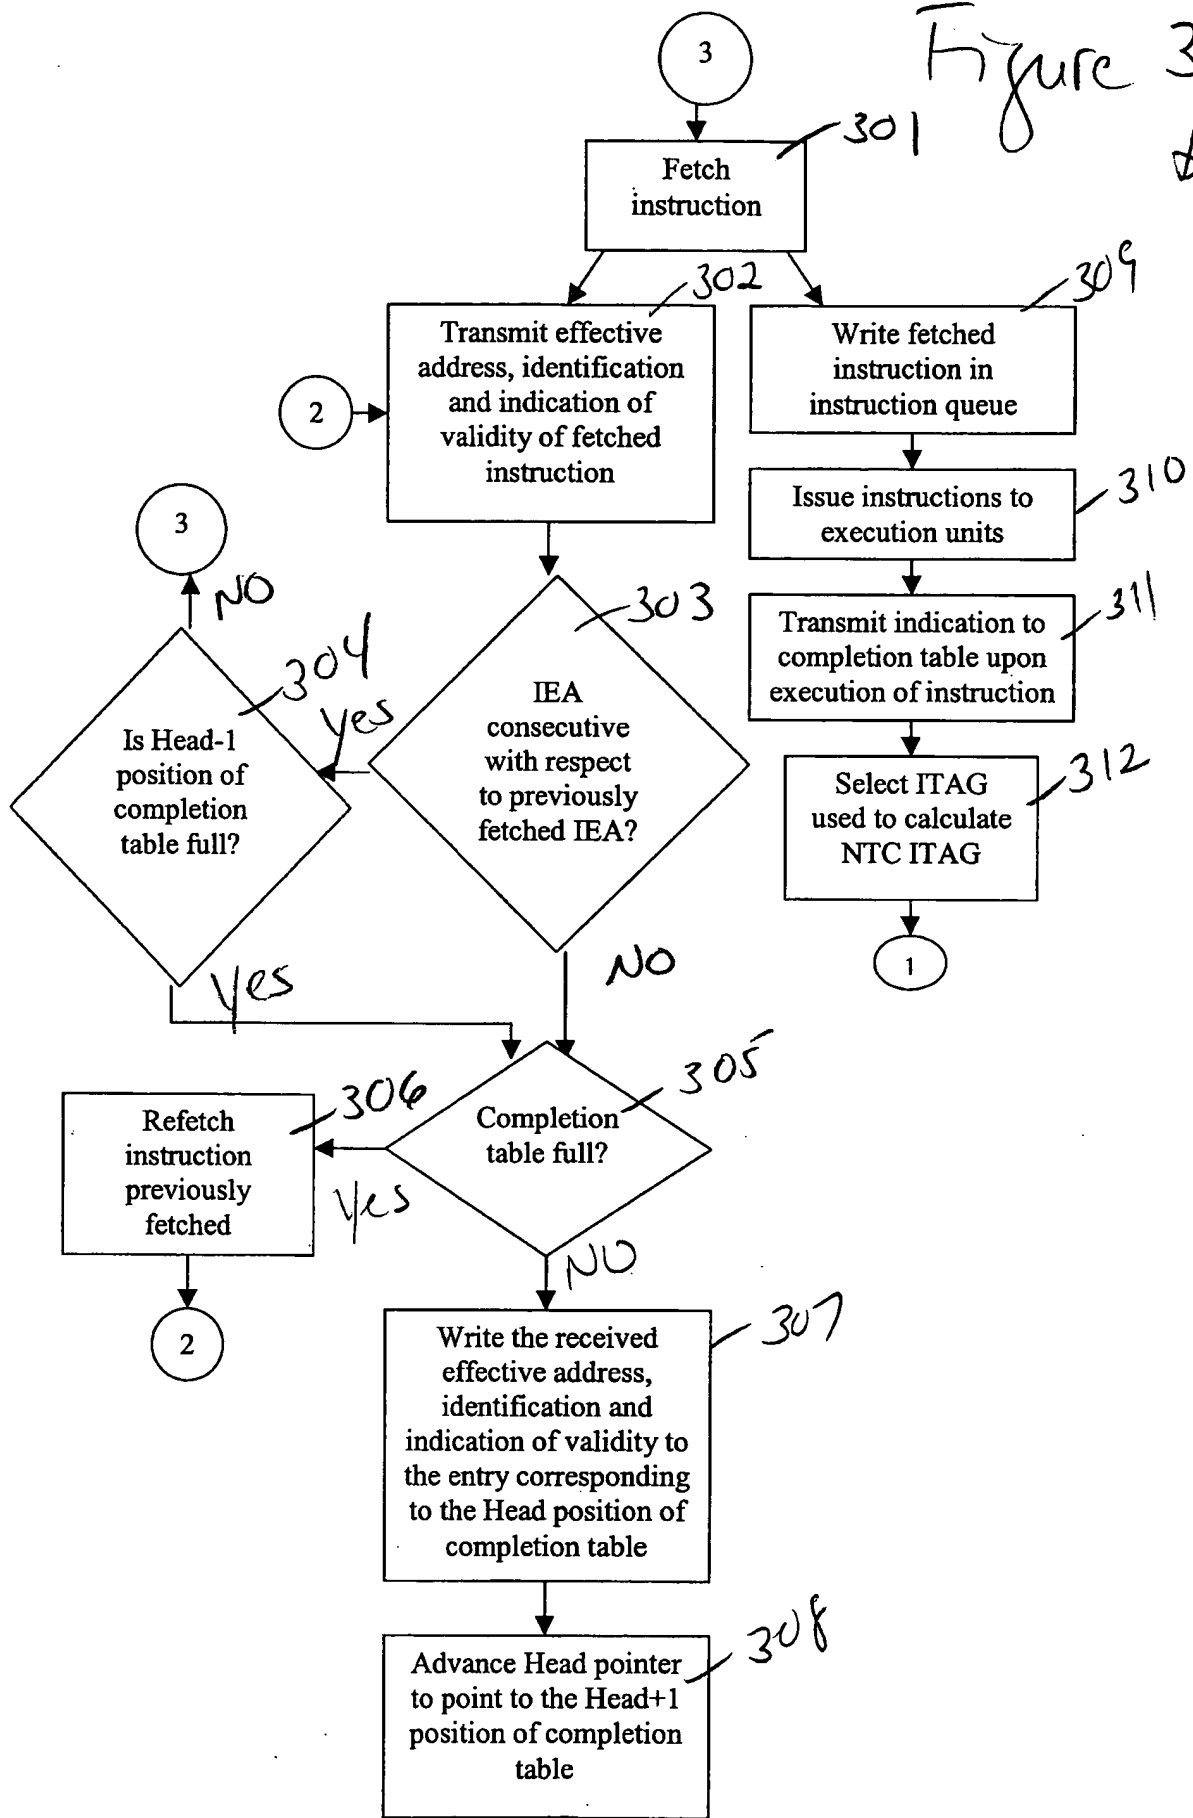 3
Figure 3
301
Fetch
instruction
302
309
Transmit effective
address, identification
and indication of
validity of fetched
instruction
2
Write fetched
instruction in
instruction queue
310
Issue instructions to
execution units
3
NO
303
311
Transmit indication to
completion table upon
execution of instruction
304
Yes
Is Head-1
position of
completion
table full?
IEA
consecutive
with respect
to previously
fetched IEA?
312
Select ITAG
used to calculate
NTC ITAG
1
NO
Yes
305
Completion
table full?
306
Refetch
instruction
previously
fetched
Yes
2
NO
307
Write the received
effective address,
identification and
indication of validity to
the entry corresponding
to the Head position of
completion table
308
Advance Head pointer
to point to the Head+1
position of completion
table